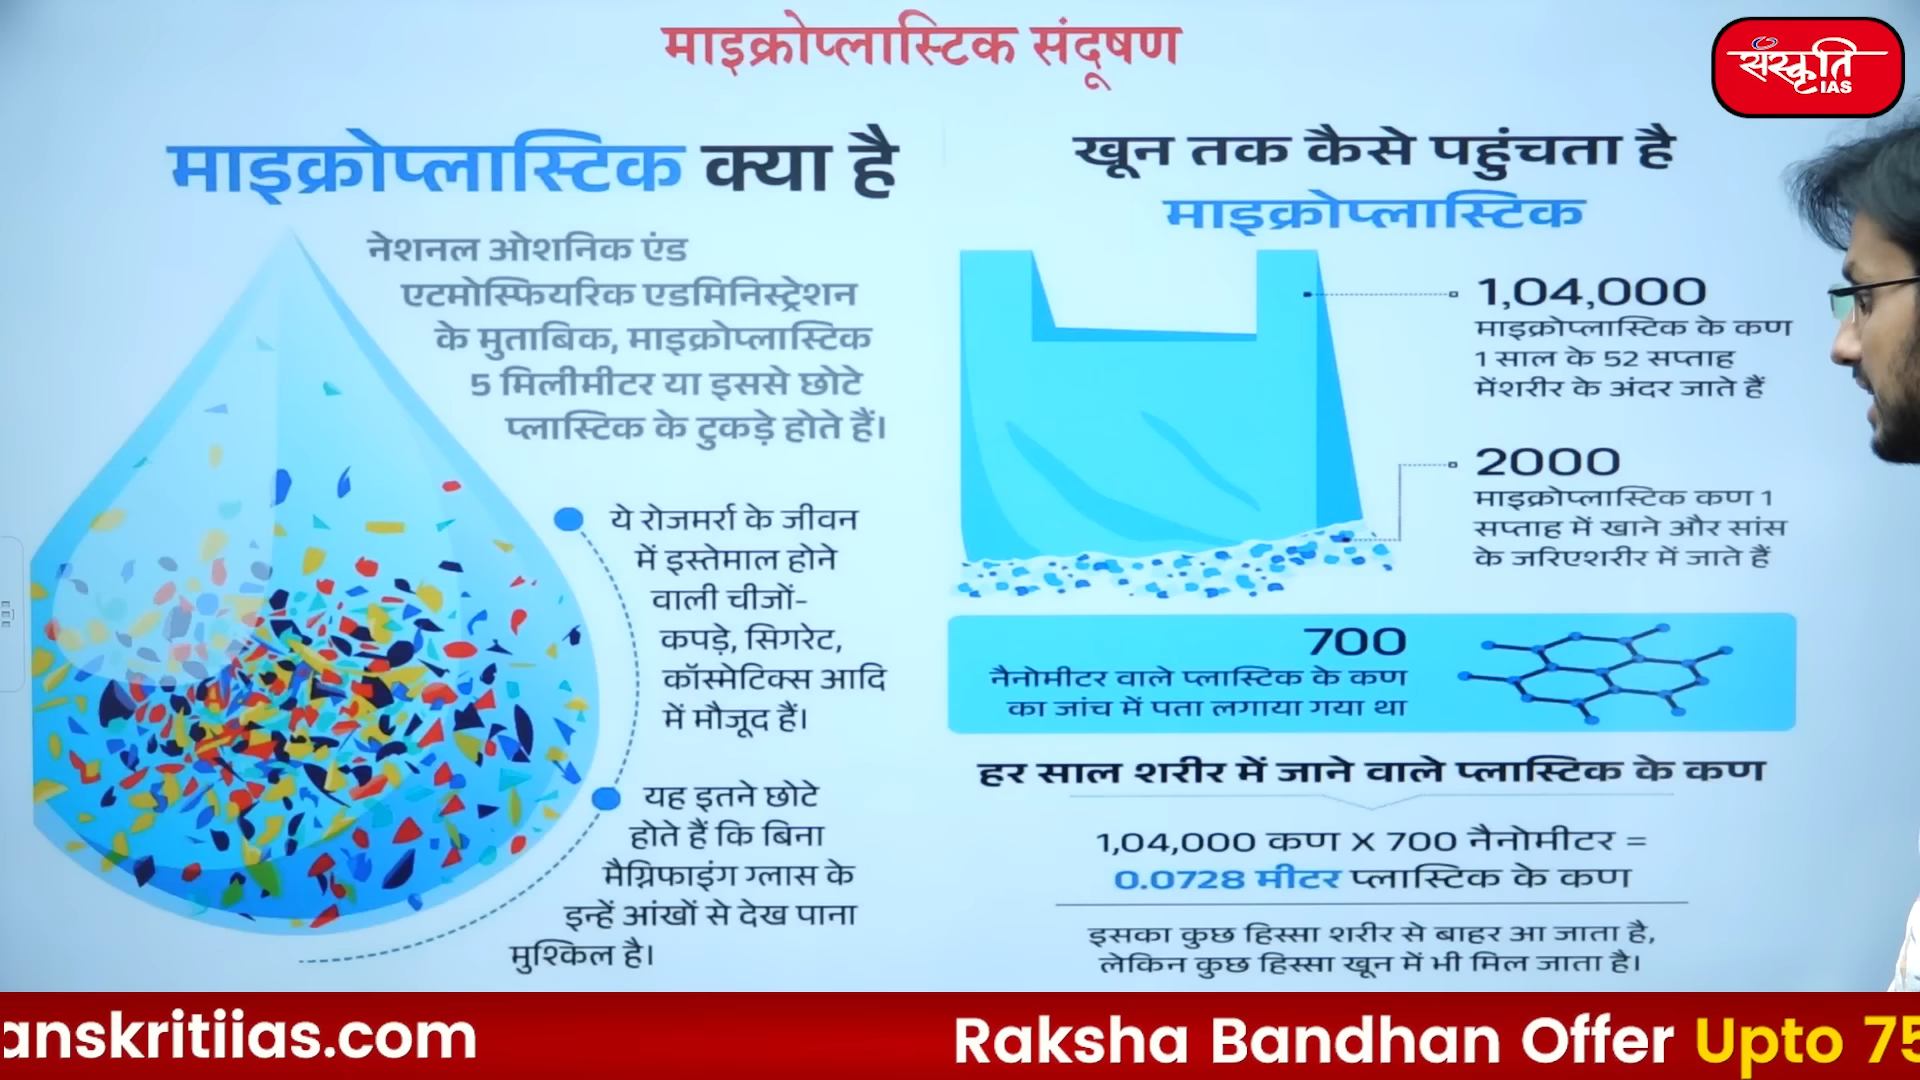 माइक्रोप्लास्टिक संदूषण
संस्कृति
IAS
माइक्रोप्लास्टिक क्या है
नेशनल ओशनिक एंड
एटमोस्फियरिक एडमिनिस्ट्रेशन
के मुताबिक, माइक्रोप्लास्टिक
5 मिलीमीटर या इससे छोटे
प्लास्टिक के टुकड़े होते हैं।
ये रोजमर्रा के जीवन
में इस्तेमाल होने
वाली चीजों-
कपड़े, सिगरेट,
कॉस्मेटिक्स आदि
में मौजूद हैं।
यह इतने छोटे
होते हैं कि बिना
मैग्निफाइंग ग्लास के
इन्हें आंखों से देख पाना
मुश्किल है।
खून तक कैसे पहुंचता है
माइक्रोप्लास्टिक
1,04,000
माइक्रोप्लास्टिक के कण
1 साल के 52 सप्ताह
मेंशरीर के अंदर जाते हैं
2000
माइक्रोप्लास्टिक कण 1
सप्ताह में खाने और सांस
के जरिएशरीर में जाते हैं
700
नैनोमीटर वाले प्लास्टिक के कण
का जांच में पता लगाया गया था
हर साल शरीर में जाने वाले प्लास्टिक के कण
1,04,000 कण X 700 नैनोमीटर =
0.0728 मीटर प्लास्टिक के कण
इसका कुछ हिस्सा शरीर से बाहर आ जाता है,
लेकिन कुछ हिस्सा खून में भी मिल जाता है।
anskritiias.com
Raksha Bandhan Offer Upto 75